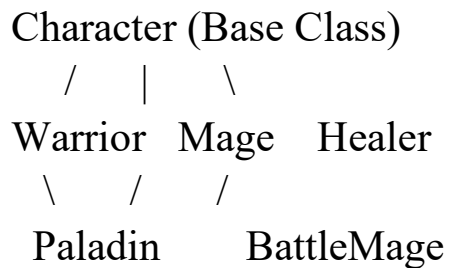 Character (Base Class)
/ | \
Warrior Mage Healer
\ / /
Paladin BattleMage